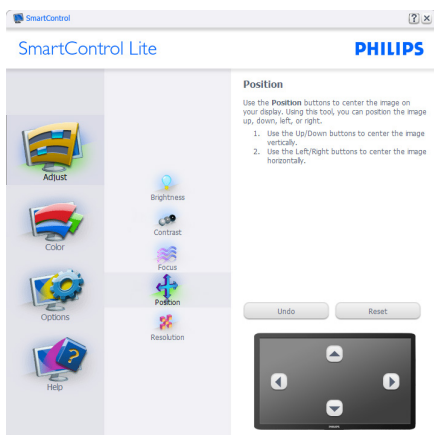 SmartControl
SmartControl Lite
PHILIPS
Adjust
Color
Options
Help
Brightness
Contrast
Focus
Position
Resolution
Position
Use the Position buttons to center the image on
your display. Using this tool, you can position the image
up, down, left, or right.
1. Use the Up/Down buttons to center the image
vertically.
2. Use the Left/Right buttons to center the image
horizontally.
Undo
Reset
PHILIPS